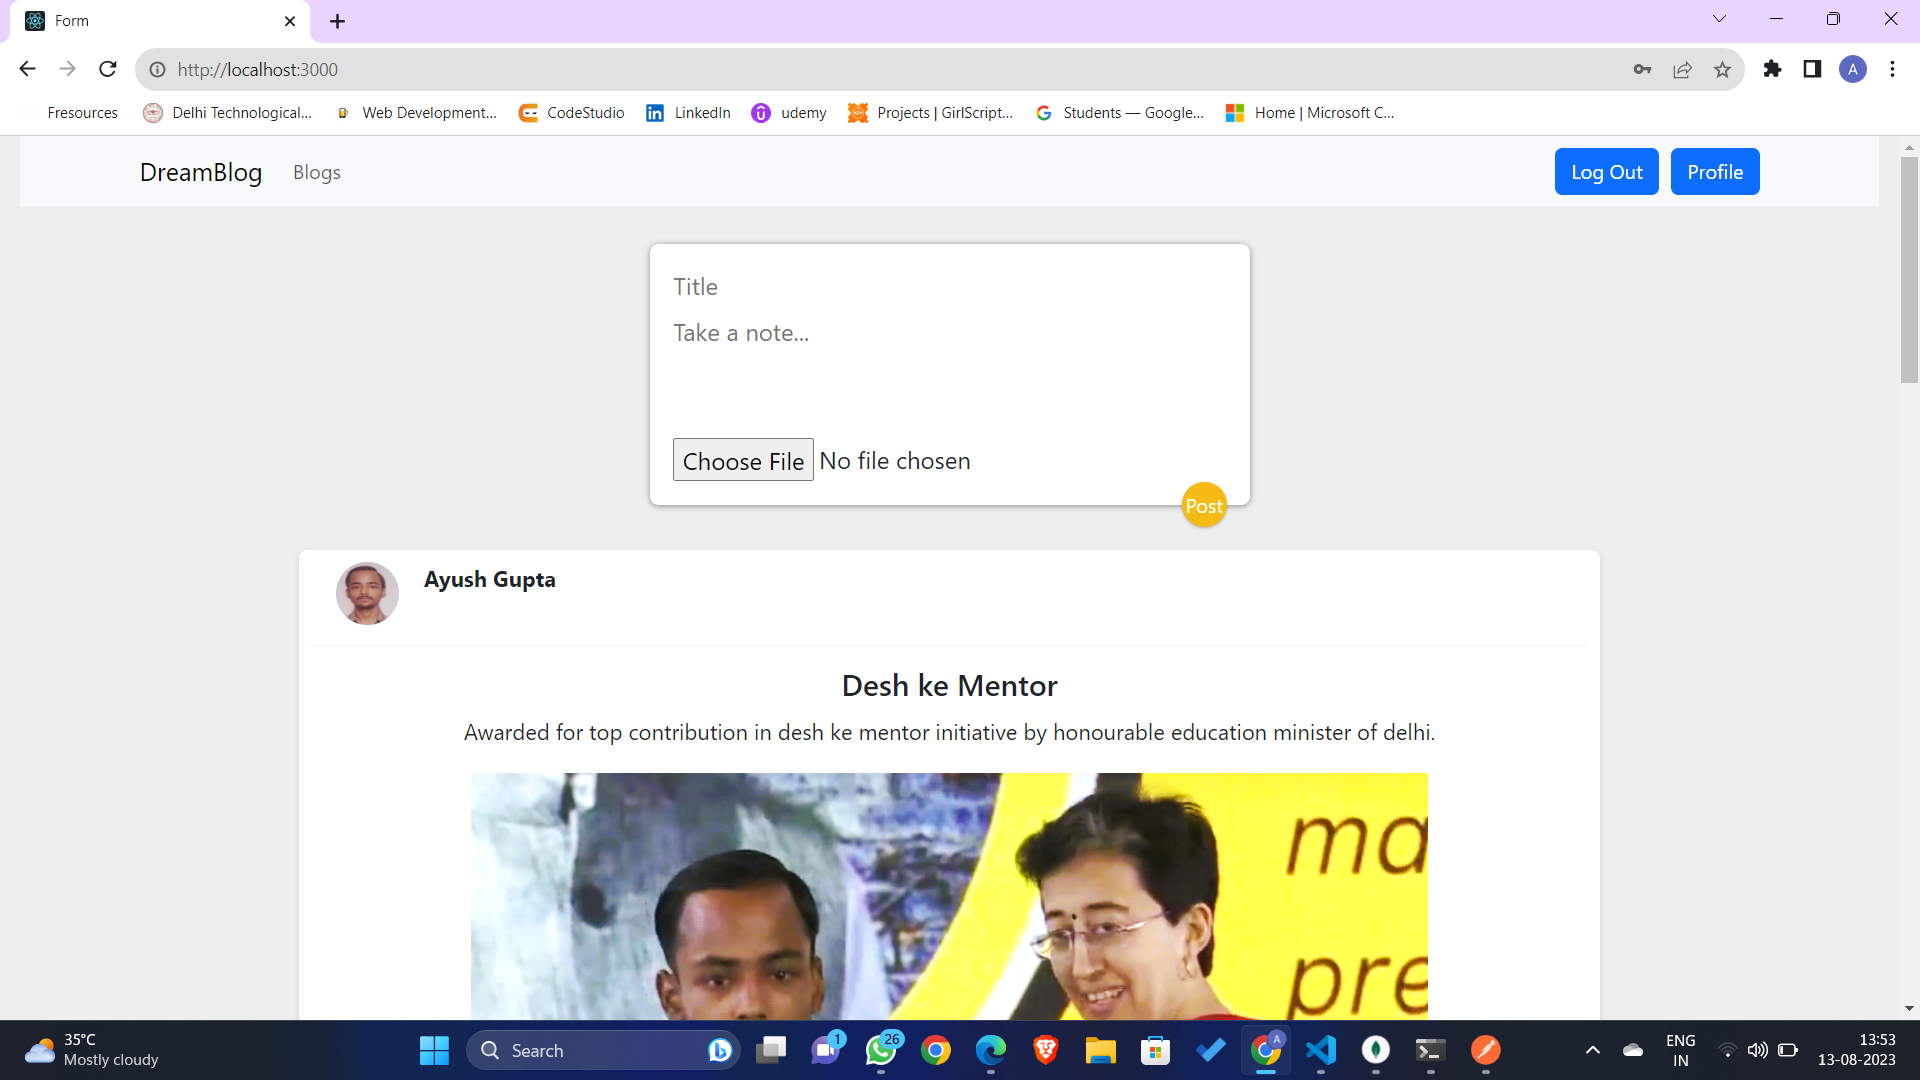 Form
http://localhost:3000
A
Fresources
Delhi Technological...
Web Development...
CodeStudio
LinkedIn
udemy
Projects | GirlScript...
Students — Google...
Home | Microsoft C...
DreamBlog
Blogs
Log Out
Profile
Title
Take a note...
Choose File No file chosen
Post
Ayush Gupta
Desh ke Mentor
Awarded for top contribution in desh ke mentor initiative by honourable education minister of delhi.
ma
pre
35°C
Mostly cloudy
Search
1
26
A
ENG
IN
13:53
13-08-2023